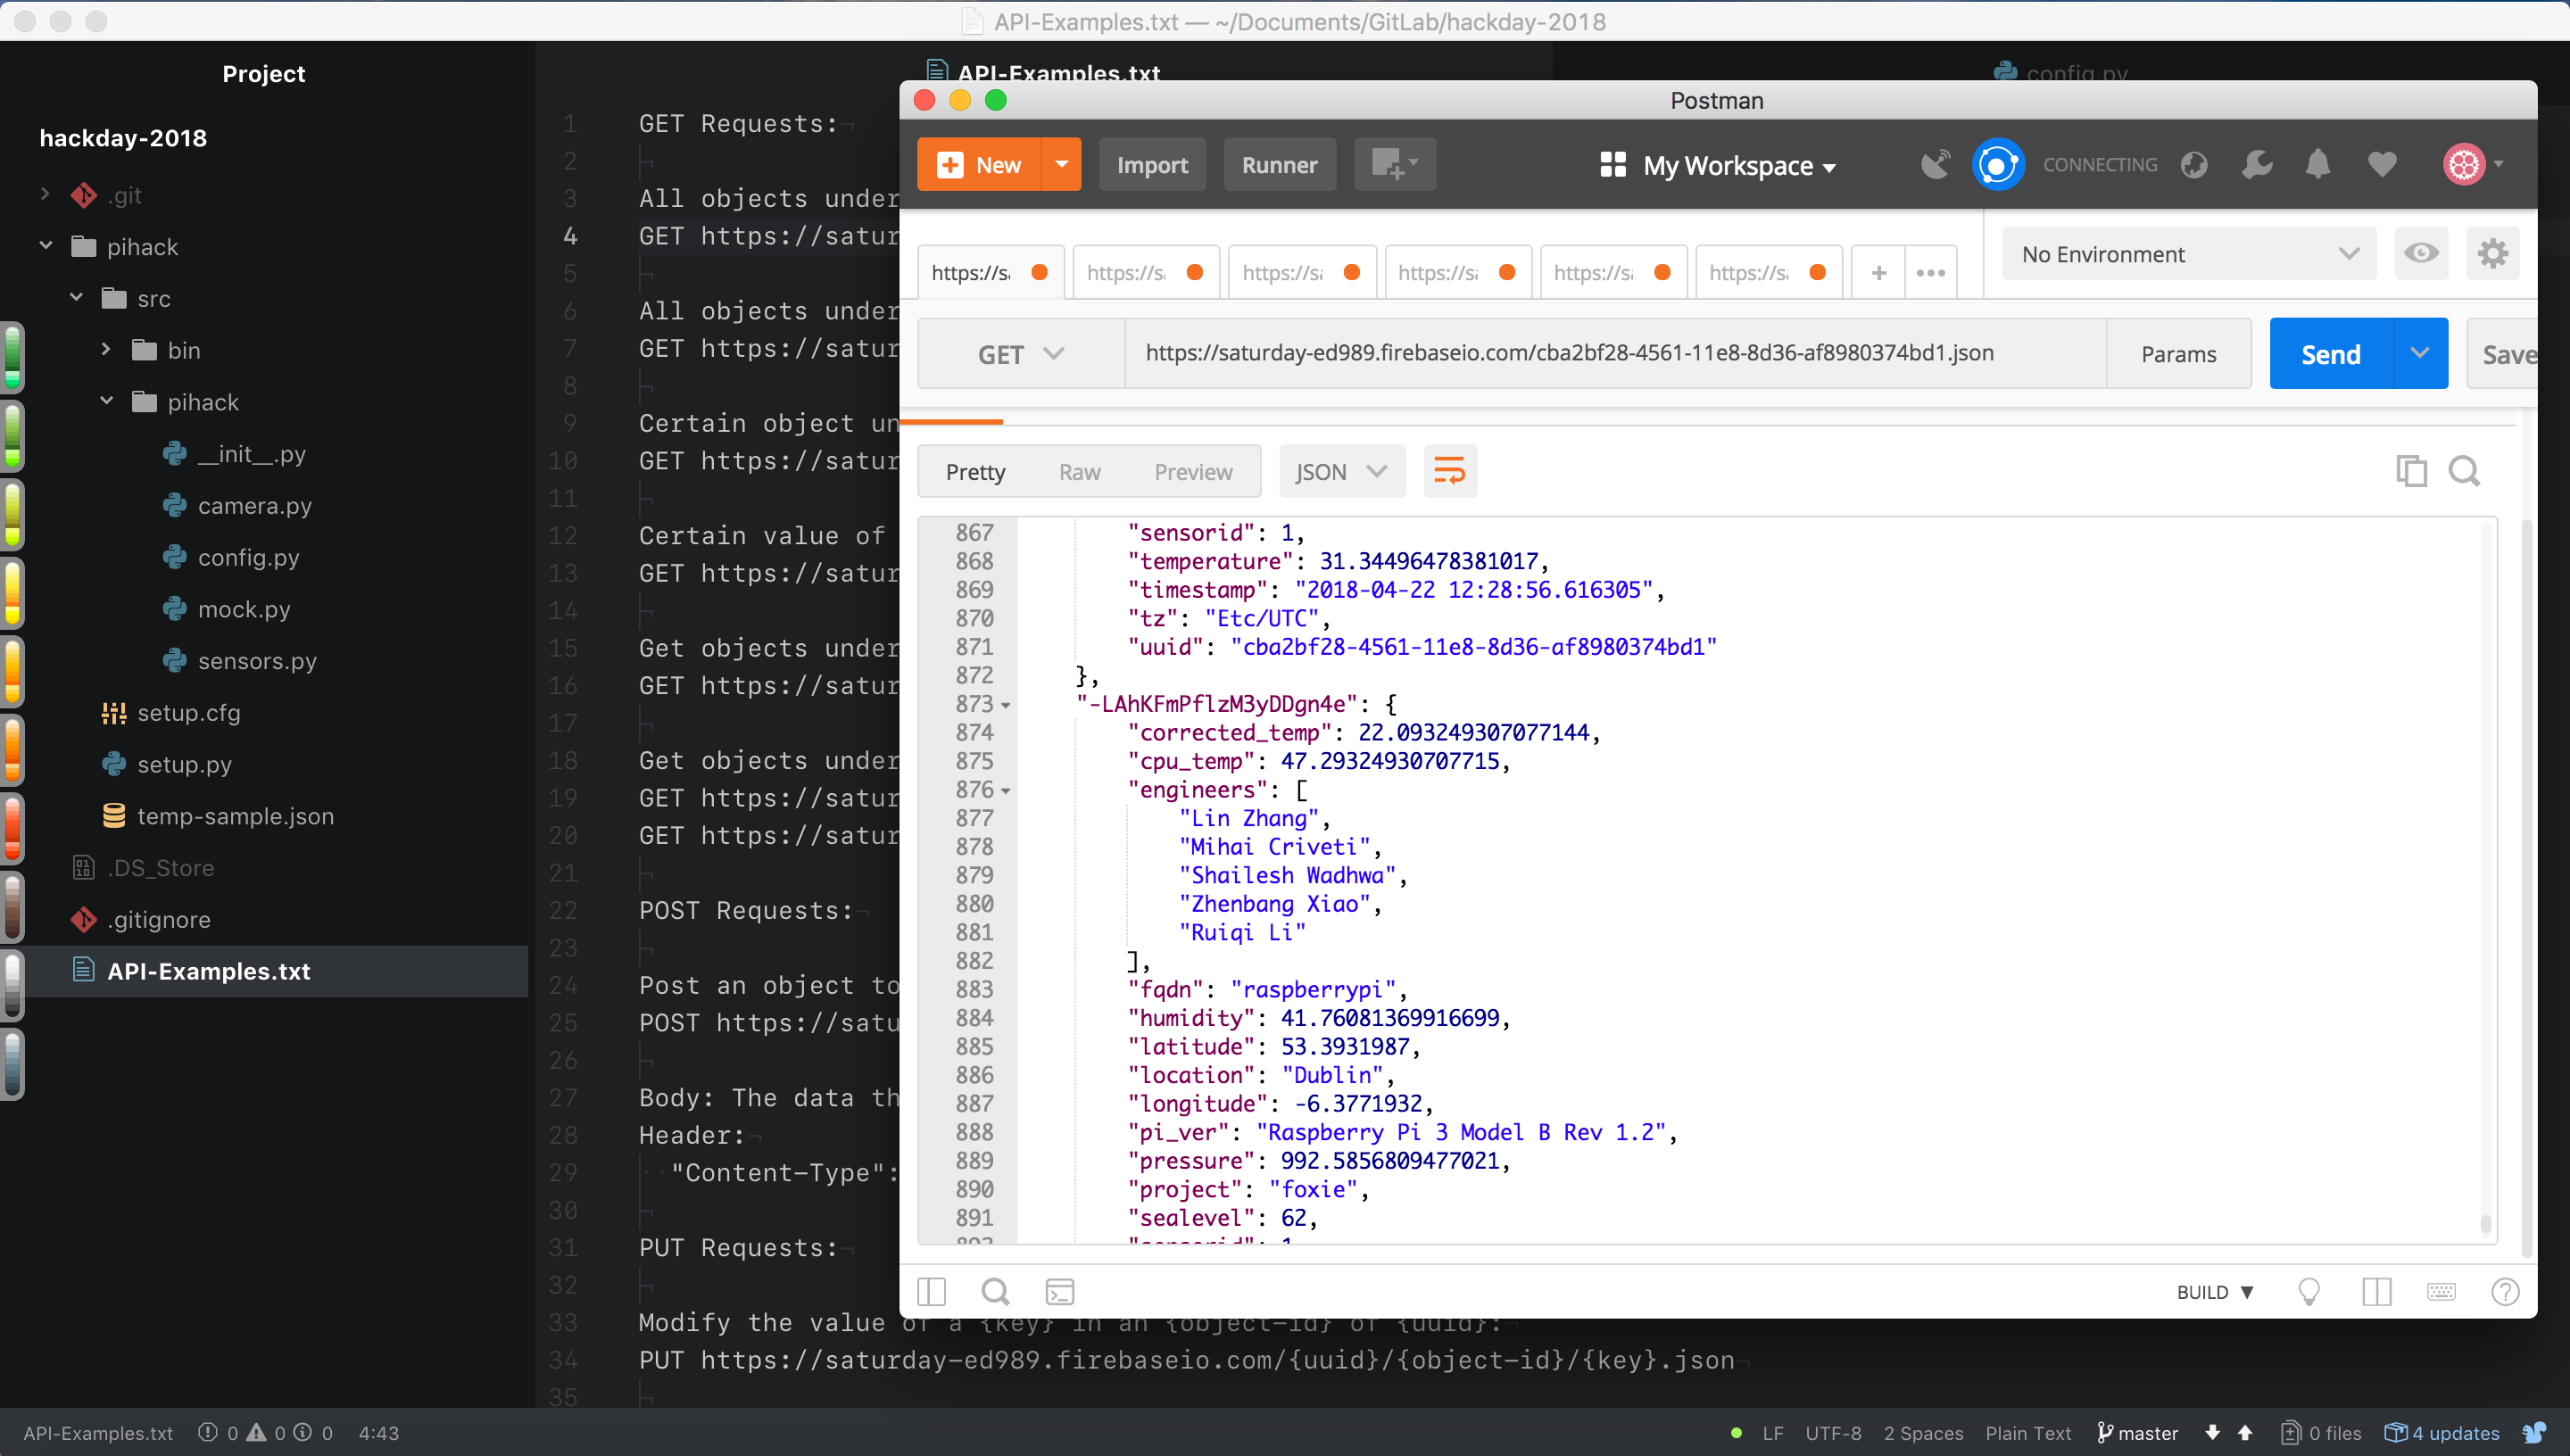 API-Examples.txt — ~/Documents/GitLab/hackday-2018
Project
API-Examples.txt
config.py
hackday-2018
.git
pihack
src
bin
pihack
__init__.py
camera.py
config.py
mock.py
sensors.py
setup.cfg
setup.py
temp-sample.json
.DS_Store
.gitignore
API-Examples.txt
1 GET Requests:¬
2 ¬
3 All objects under
4 GET https://satur
5 ¬
6 All objects under
7 GET https://satur
8 ¬
9 Certain object un
10 GET https://satur
11 ¬
12 Certain value of
13 GET https://satur
14 ¬
15 Get objects under
16 GET https://satur
17 ¬
18 Get objects under
19 GET https://satur
20 GET https://satur
21 ¬
22 POST Requests:¬
23 ¬
24 Post an object to
25 POST https://satu
26 ¬
27 Body: The data th
28 Header:¬
29 "Content-Type":
30 ¬
31 PUT Requests:¬
32 ¬
33 Modify the value of a {key} in an {object-id} of {uuid}:¬
34 PUT https://saturday-ed989.firebaseio.com/{uuid}/{object-id}/{key}.json¬
35 ¬
Postman
New Import Runner My Workspace CONNECTING
https://sa https://sa https://sa https://sa https://sa https://sa + ••• No Environment
GET https://saturday-ed989.firebaseio.com/cba2bf28-4561-11e8-8d36-af8980374bd1.json Params Send Save
Pretty Raw Preview JSON
867 "sensorid": 1,
868 "temperature": 31.34496478381017,
869 "timestamp": "2018-04-22 12:28:56.616305",
870 "tz": "Etc/UTC",
871 "uuid": "cba2bf28-4561-11e8-8d36-af8980374bd1"
872 },
873 "-LAhKFmPflzM3yDDgn4e": {
874 "corrected_temp": 22.093249307077144,
875 "cpu_temp": 47.29324930707715,
876 "engineers": [
877 "Lin Zhang",
878 "Mihai Criveti",
879 "Shailesh Wadhwa",
880 "Zhenbang Xiao",
881 "Ruiqi Li"
882 ],
883 "fqdn": "raspberrypi",
884 "humidity": 41.76081369916699,
885 "latitude": 53.3931987,
886 "location": "Dublin",
887 "longitude": -6.3771932,
888 "pi_ver": "Raspberry Pi 3 Model B Rev 1.2",
889 "pressure": 992.5856809477021,
890 "project": "foxie",
891 "sealevel": 62,
BUILD ▼
API-Examples.txt 0 0 0 4:43
LF UTF-8 2 Spaces Plain Text master 0 files 4 updates